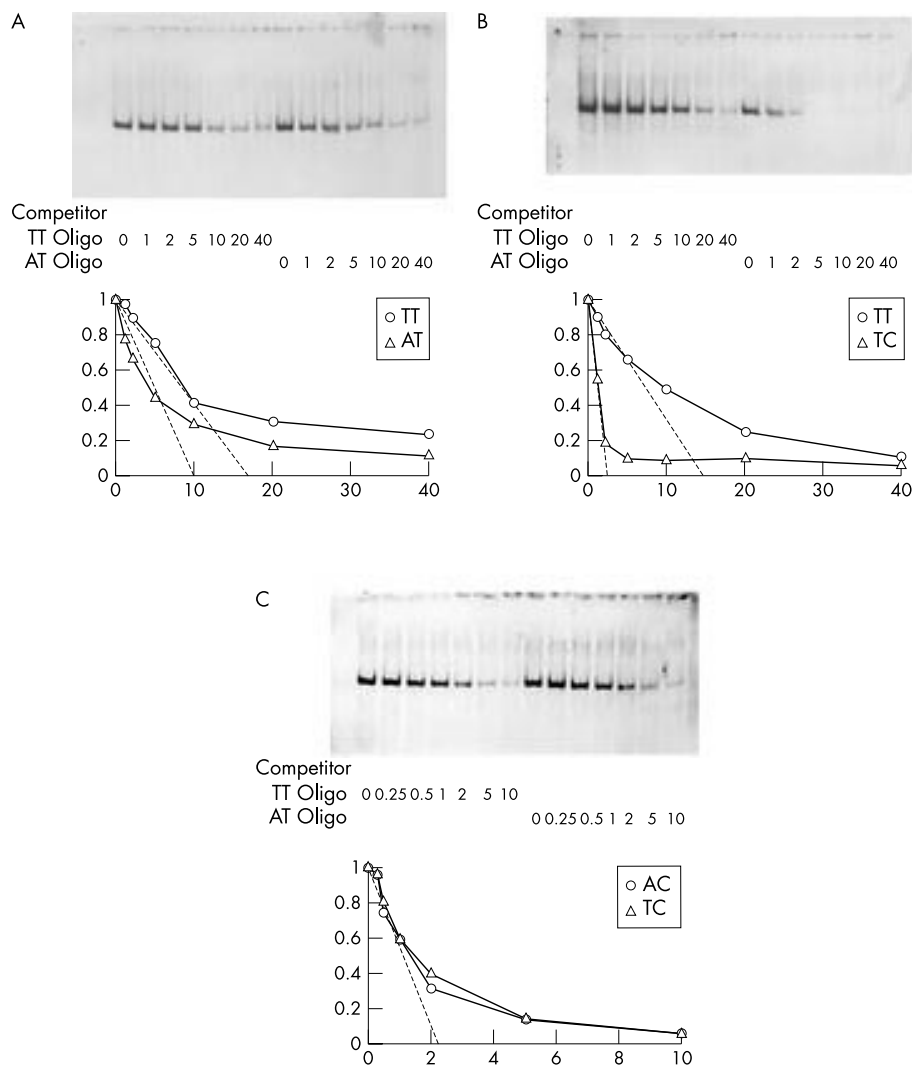 A
Competitor
TT Oligo 0 1 2 5 10 20 40
AT Oligo 0 1 2 5 10 20 40
1
0.8
0.6
0.4
0.2
0
0 10 20 30 40
TT
AT
B
Competitor
TT Oligo 0 1 2 5 10 20 40
AT Oligo 0 1 2 5 10 20 40
1
0.8
0.6
0.4
0.2
0
0 10 20 30 40
TT
TC
C
Competitor
TT Oligo 0 0.25 0.5 1 2 5 10
AT Oligo 0 0.25 0.5 1 2 5 10
1
0.8
0.6
0.4
0.2
0
0 2 4 6 8 10
AC
TC